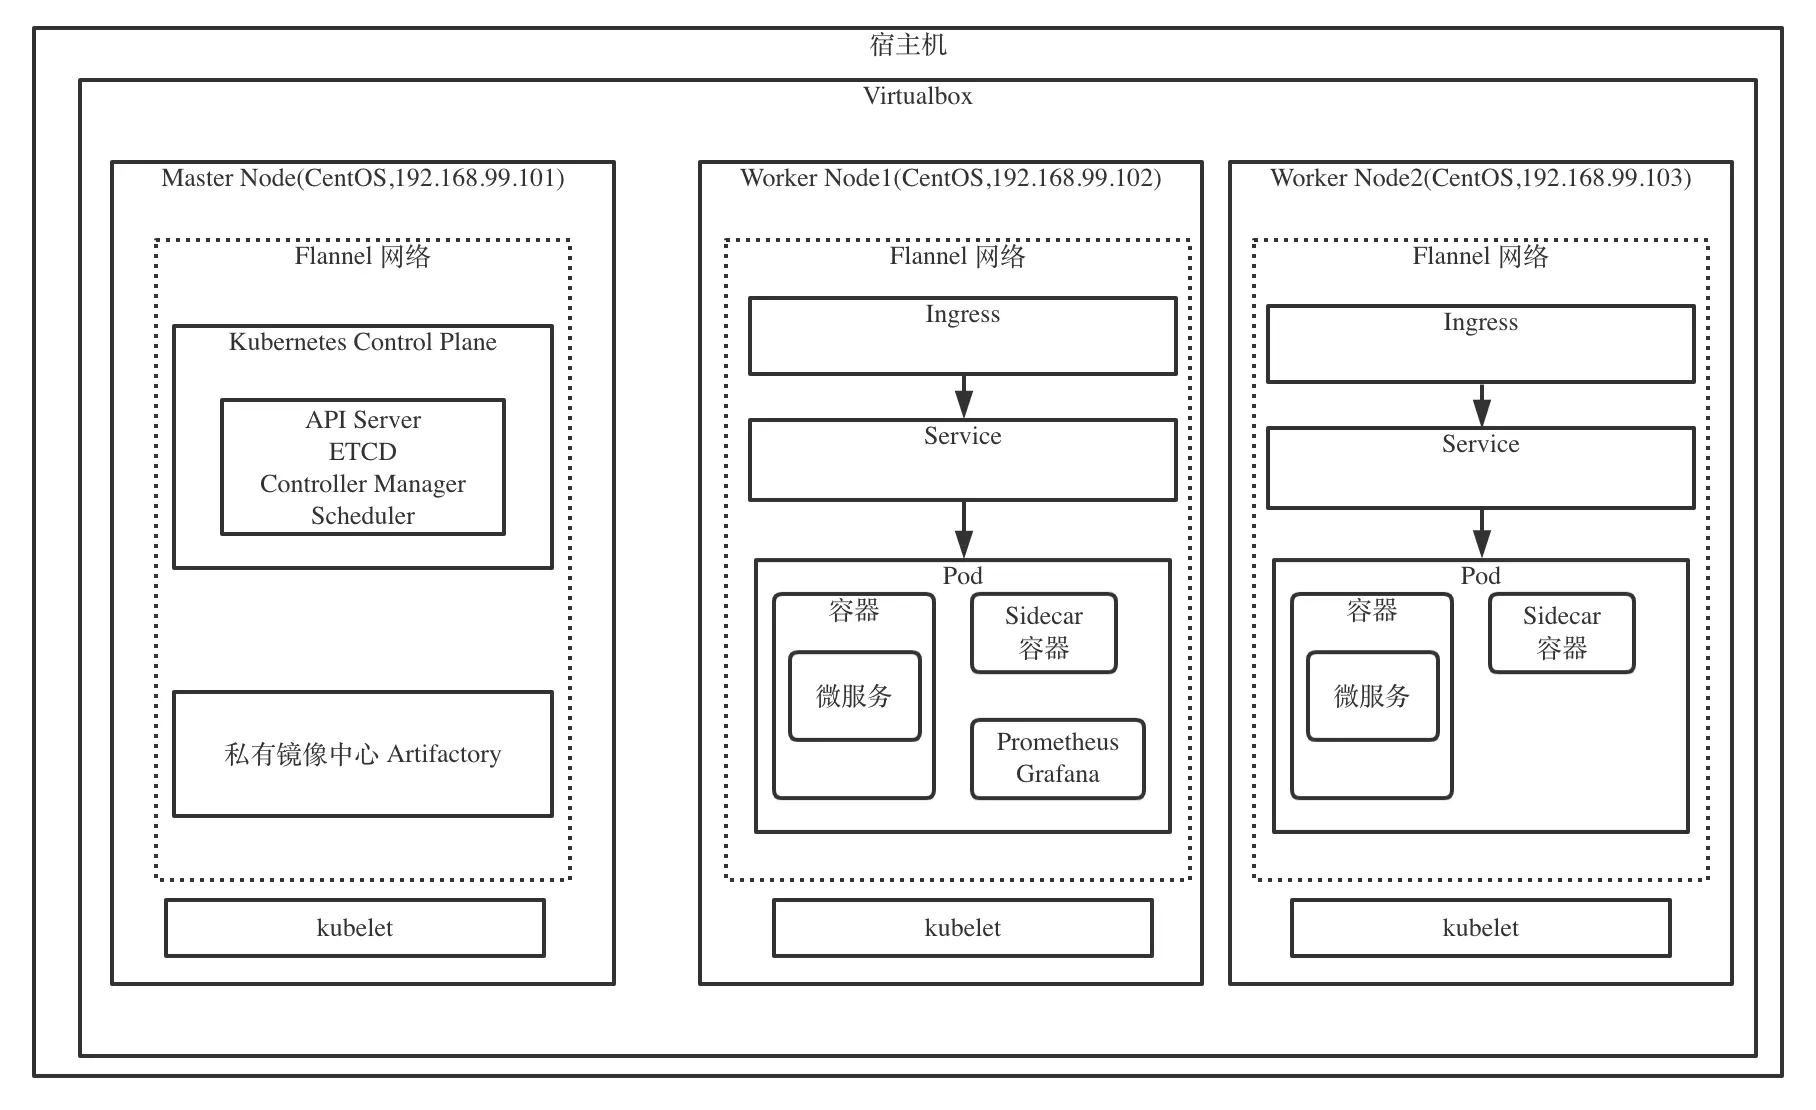 宿主机
Virtualbox
Master Node(CentOS,192.168.99.101)
Flannel 网络
Kubernetes Control Plane
API Server
ETCD
Controller Manager
Scheduler
私有镜像中心 Artifactory
kubelet
Worker Node1(CentOS,192.168.99.102)
Flannel 网络
Ingress
Service
Pod
容器
微服务
Sidecar
容器
Prometheus
Grafana
kubelet
Worker Node2(CentOS,192.168.99.103)
Flannel 网络
Ingress
Service
Pod
容器
微服务
Sidecar
容器
kubelet